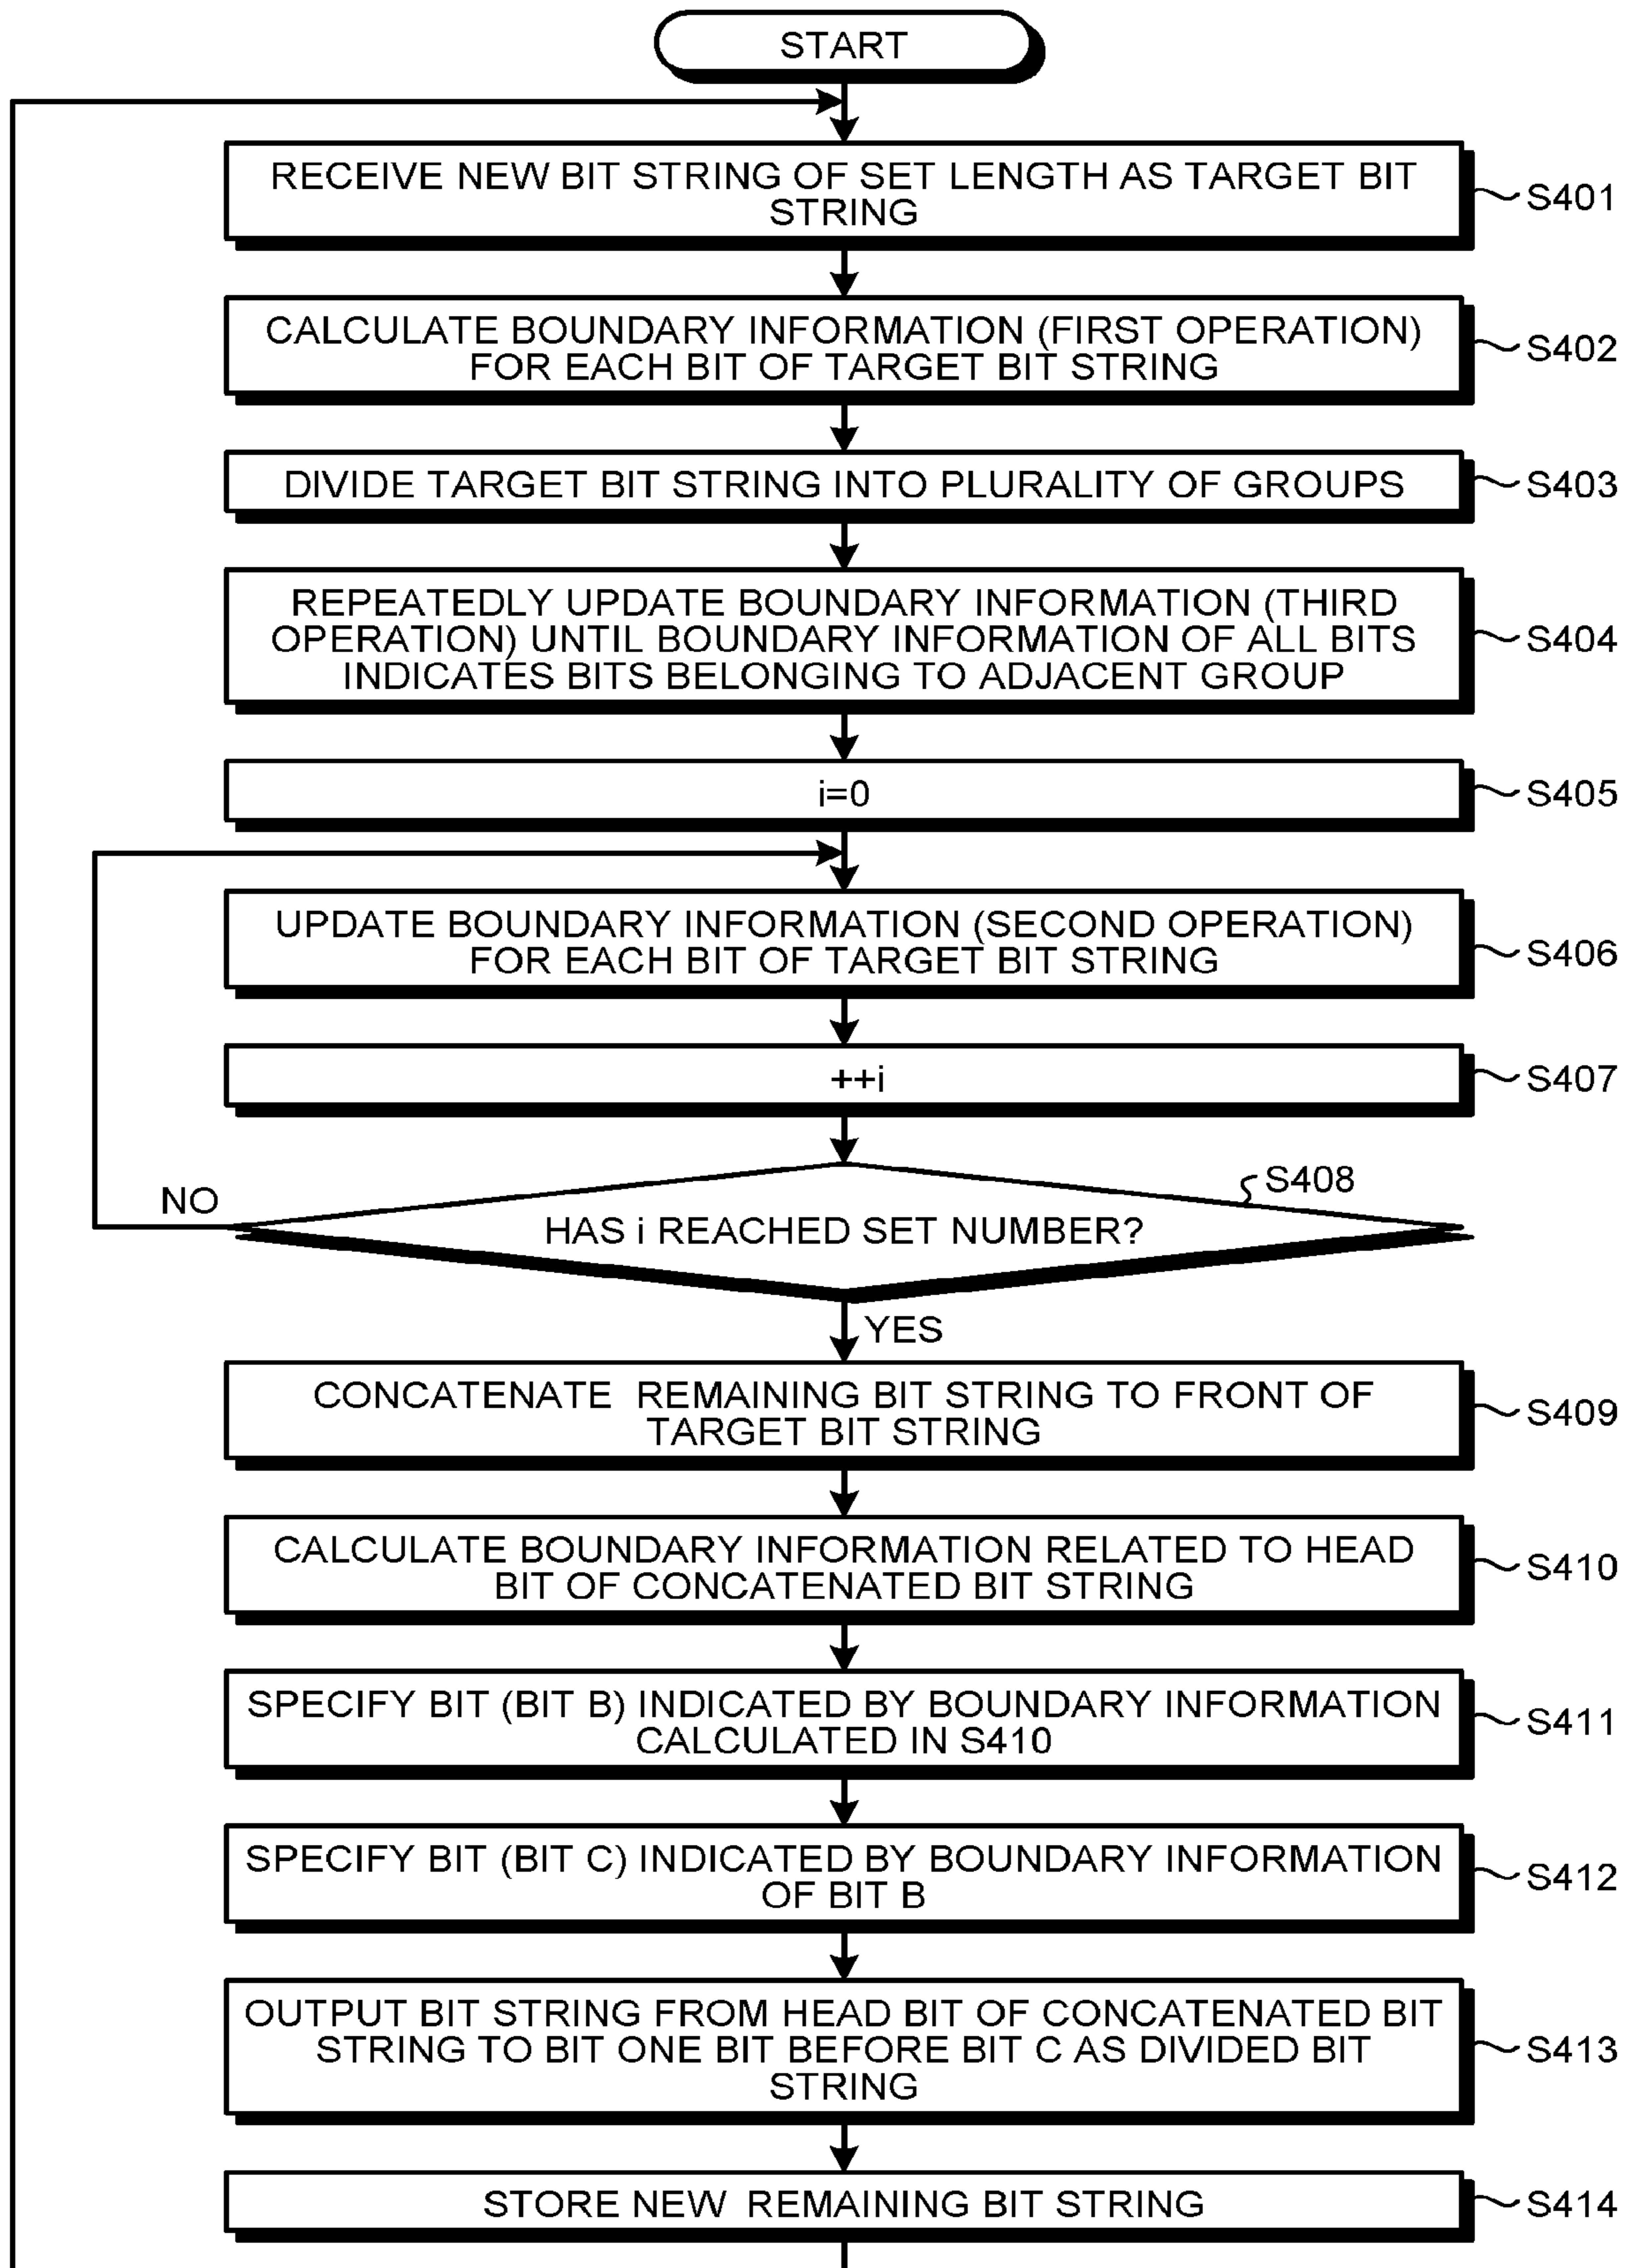 START
RECEIVE NEW BIT STRING OF SET LENGTH AS TARGET BIT
STRING
S401
CALCULATE BOUNDARY INFORMATION (FIRST OPERATION)
FOR EACH BIT OF TARGET BIT STRING
S402
DIVIDE TARGET BIT STRING INTO PLURALITY OF GROUPS
S403
REPEATEDLY UPDATE BOUNDARY INFORMATION (THIRD
OPERATION) UNTIL BOUNDARY INFORMATION OF ALL BITS
INDICATES BITS BELONGING TO ADJACENT GROUP
S404
i=0
S405
UPDATE BOUNDARY INFORMATION (SECOND OPERATION)
FOR EACH BIT OF TARGET BIT STRING
S406
++i
S407
S408
NO
HAS i REACHED SET NUMBER?
YES
CONCATENATE REMAINING BIT STRING TO FRONT OF
TARGET BIT STRING
S409
CALCULATE BOUNDARY INFORMATION RELATED TO HEAD
BIT OF CONCATENATED BIT STRING
S410
SPECIFY BIT (BIT B) INDICATED BY BOUNDARY INFORMATION
CALCULATED IN S410
S411
SPECIFY BIT (BIT C) INDICATED BY BOUNDARY INFORMATION
OF BIT B
S412
OUTPUT BIT STRING FROM HEAD BIT OF CONCATENATED BIT
STRING TO BIT ONE BIT BEFORE BIT C AS DIVIDED BIT
STRING
S413
STORE NEW REMAINING BIT STRING
S414